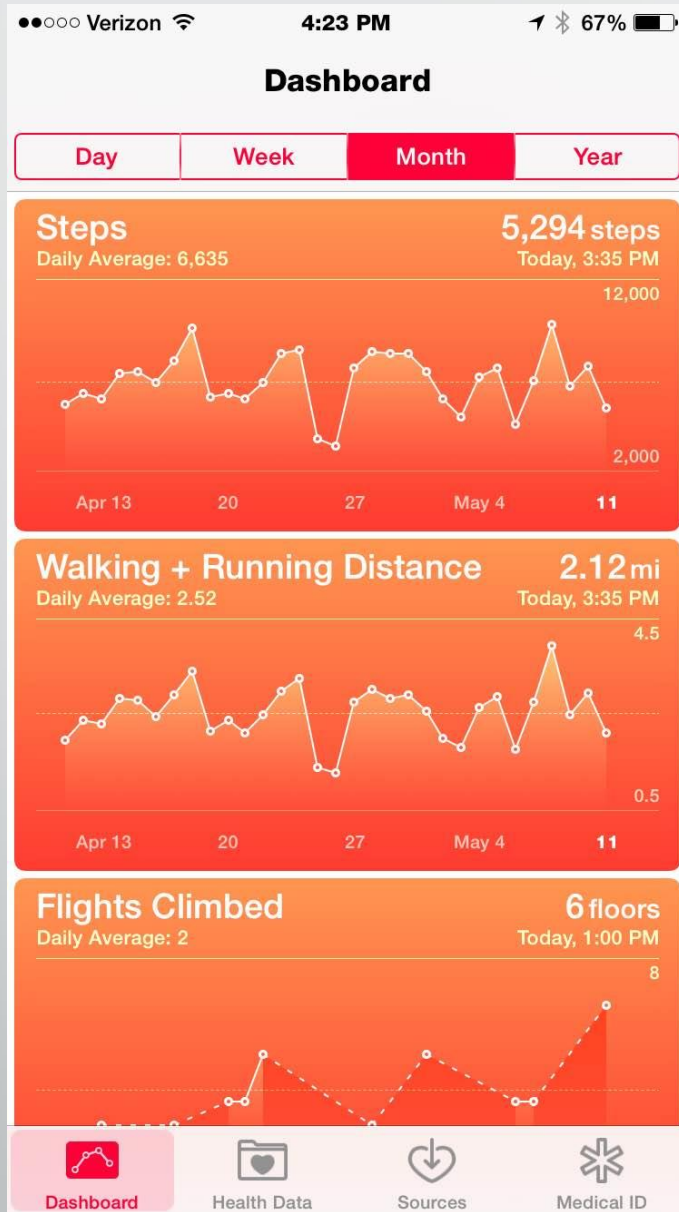 Verizon 4:23 PM 67%
Dashboard
Day Week Month Year
Steps 5,294 steps
Daily Average: 6,635 Today, 3:35 PM
12,000
2,000
Apr 13 20 27 May 4 11
Walking + Running Distance 2.12 mi
Daily Average: 2.52 Today, 3:35 PM
4.5
0.5
Apr 13 20 27 May 4 11
Flights Climbed 6 floors
Daily Average: 2 Today, 1:00 PM
8
Dashboard Health Data Sources Medical ID